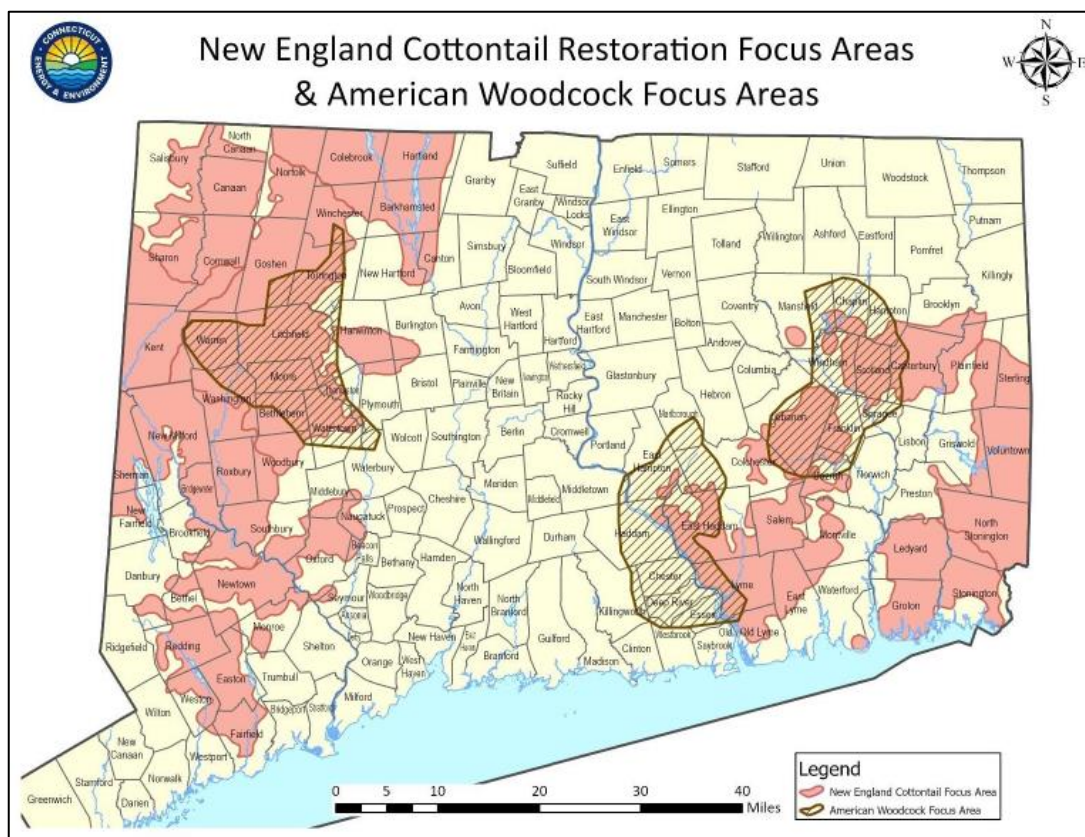 CONNECTICUT
ENERGY & ENVIRONMENT
New England Cottontail Restoration Focus Areas
& American Woodcock Focus Areas
N
W
E
S
North
Canaan
Salisbury
Canaan
Norfolk
Colebrook
Hartland
Granby
Suffield
East
Granby
Windsor
Locks
Enfield
Somers
Stafford
Union
Woodstock
Thompson
Putnam
Barkhamsted
Winchester
Simsbury
Windsor
East
Windsor
Ellington
Tolland
Willington
Ashford
Eastford
Pomfret
Killingly
Sharon
Cornwall
Goshen
Torrington
New Hartford
Canton
Bloomfield
South Windsor
Vernon
Coventry
Mansfield
Chaplin
Hampton
Brooklyn
Avon
West
Hartford
Hartford
East
Hartford
Manchester
Bolton
Andover
Columbia
Kent
Warren
Litchfield
Harwinton
Burlington
Farmington
Wethersfield
Glastonbury
Hebron
Windham
Scotland
Canterbury
Plainfield
Sterling
Morris
Washington
Bethlehem
Thomaston
Plymouth
Bristol
Plainville
New
Britain
Newington
Rocky
Hill
Marlborough
Lebanon
Franklin
Sprague
Watertown
Wolcott
Southington
Berlin
Cromwell
Portland
East
Hampton
Colchester
Bozrah
Norwich
Lisbon
Griswold
Voluntown
New Milford
Roxbury
Woodbury
Waterbury
Middlebury
Cheshire
Meriden
Middlefield
Middletown
Preston
Sherman
Bridgewater
New
Fairfield
Brookfield
Southbury
Naugatuck
Prospect
Wallingford
Durham
Haddam
East Haddam
Salem
Montville
Ledyard
North
Stonington
Oxford
Beacon
Falls
Bethany
Hamden
Danbury
Bethel
Newtown
Seymour
Woodbridge
North
Haven
North
Branford
Killingworth
Chester
Deep River
Essex
Lyme
East
Lyme
Waterford
Groton
Stonington
Monroe
Ansonia
Derby
Shelton
New Haven
East
Haven
Branford
Guilford
Madison
Clinton
Westbrook
Old
Saybrook
Old Lyme
Ridgefield
Redding
Easton
Trumbull
Orange
West
Haven
Weston
Bridgeport
Stratford
Milford
Wilton
Fairfield
Westport
New
Canaan
Stamford
Norwalk
Greenwich
Darien
0
5
10
20
30
40
Miles
Legend
New England Cottontail Focus Area
American Woodcock Focus Area